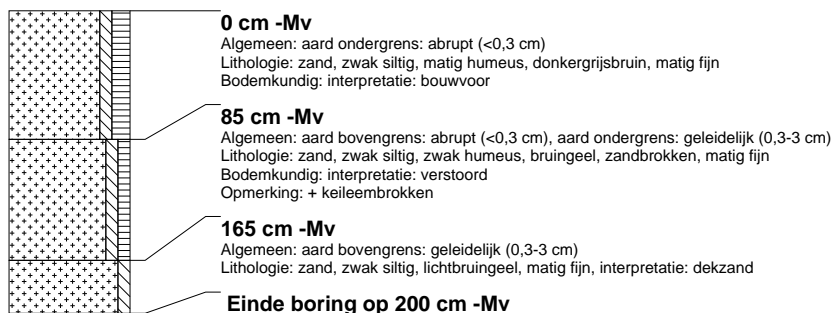 0 cm -Mv
Algemeen: aard ondergrens: abrupt (<0,3 cm)
Lithologie: zand, zwak siltig, matig humeus, donkergrijsbruin, matig fijn
Bodemkundig: interpretatie: bouwvoor
85 cm -Mv
Algemeen: aard bovengrens: abrupt (<0,3 cm), aard ondergrens: geleidelijk (0,3-3 cm)
Lithologie: zand, zwak siltig, zwak humeus, bruingeel, zandbrokken, matig fijn
Bodemkundig: interpretatie: verstoord
Opmerking: + keileembrokken
165 cm -Mv
Algemeen: aard bovengrens: geleidelijk (0,3-3 cm)
Lithologie: zand, zwak siltig, lichtbruingeel, matig fijn, interpretatie: dekzand
Einde boring op 200 cm -Mv